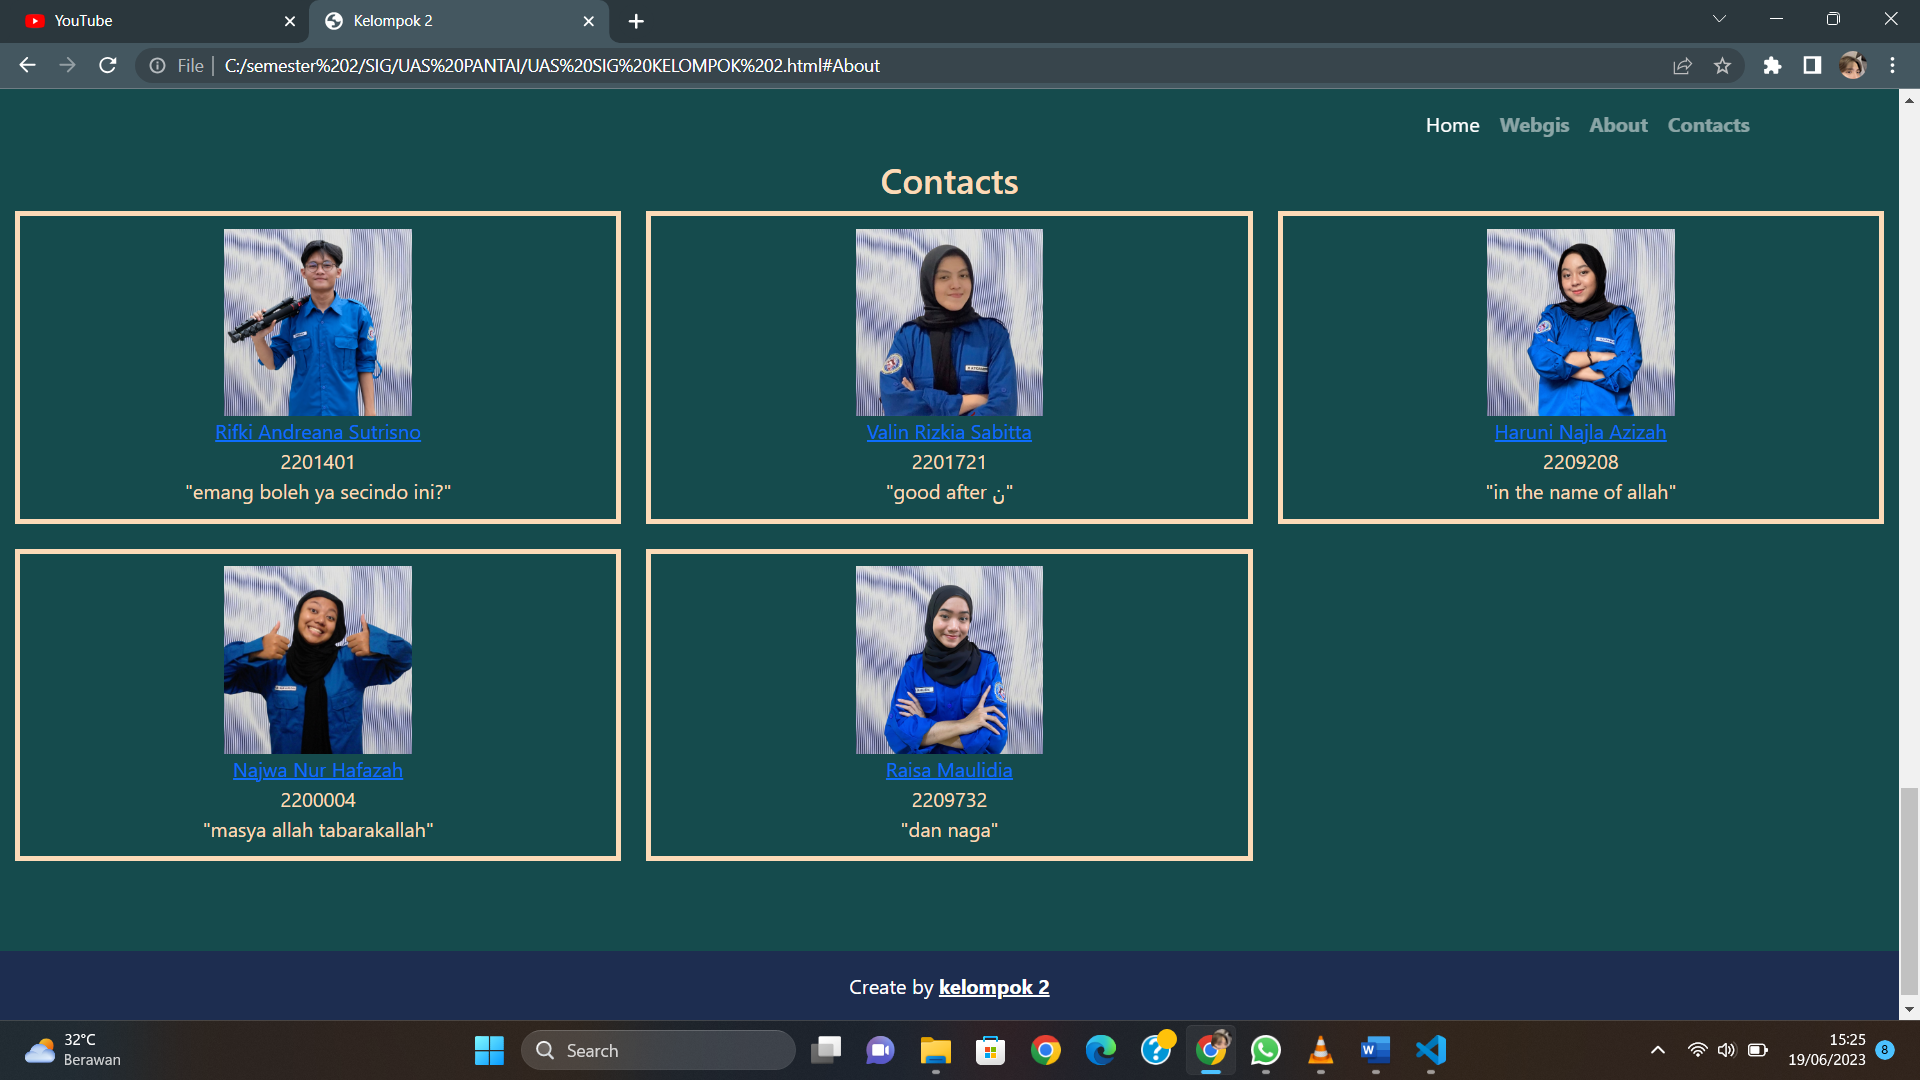 YouTube
Kelompok 2
File
C:/semester%202/SIG/UAS%20PANTAI/UAS%20SIG%20KELOMPOK%202.html#About
Home Webgis About Contacts
Contacts
Rifki Andreana Sutrisno
2201401
"emang boleh ya secindo ini?"
Valin Rizkia Sabitta
2201721
"good after ن"
Haruni Najla Azizah
2209208
"in the name of allah"
Najwa Nur Hafazah
2200004
"masya allah tabarakallah"
Raisa Maulidia
2209732
"dan naga"
Create by kelompok 2
32°C
Berawan
Search
15:25
19/06/2023
8